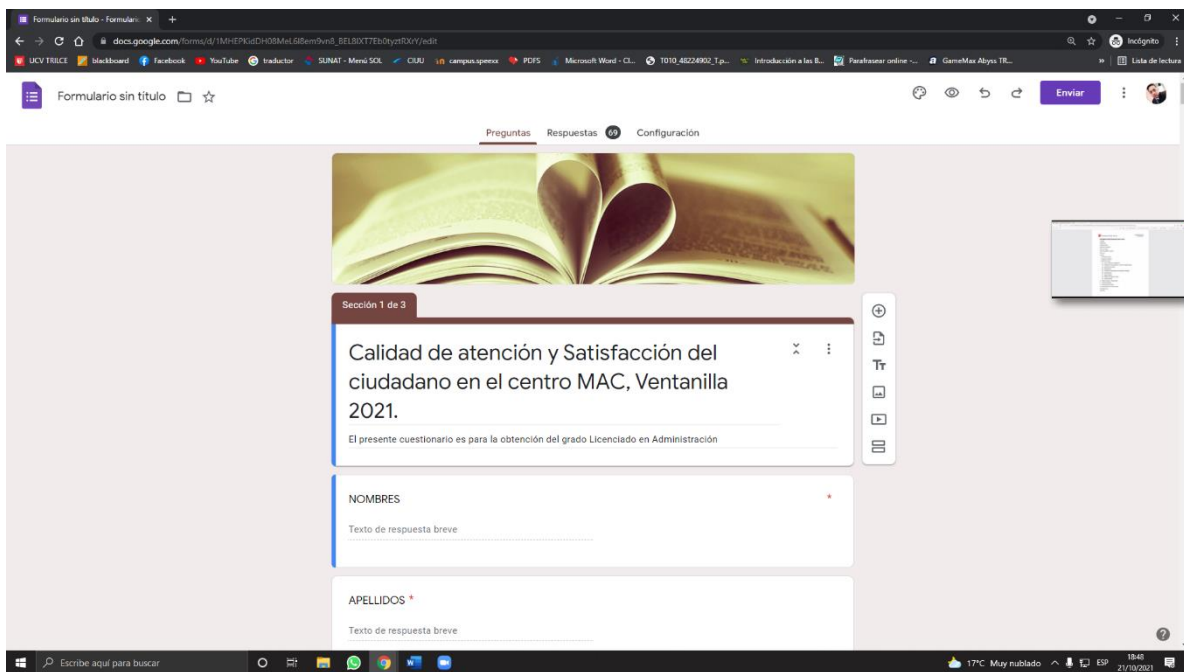 Formulario sin título - Formulari
docs.google.com/forms/d/
/edit
Incógnito
UCV TRILCE
blackboard
Facebook
YouTube
traductor
SUNAT - Menú SOL
CIUU
campus.speexx
PDFS
Microsoft Word - CI...
1010_48224902_T.p...
Introducción a las B...
Parafrasear online -...
GameMax Abyss TR...
»
Lista de lectura
Formulario sin título
Enviar
Preguntas Respuestas 69 Configuración
Sección 1 de 3
Calidad de atención y Satisfacción del
ciudadano en el centro MAC, Ventanilla
2021.
El presente cuestionario es para la obtención del grado Licenciado en Administración
NOMBRES *
Texto de respuesta breve
APELLIDOS *
Texto de respuesta breve
Escribe aquí para buscar
17°C Muy nublado
ESP
18:48
21/10/2021